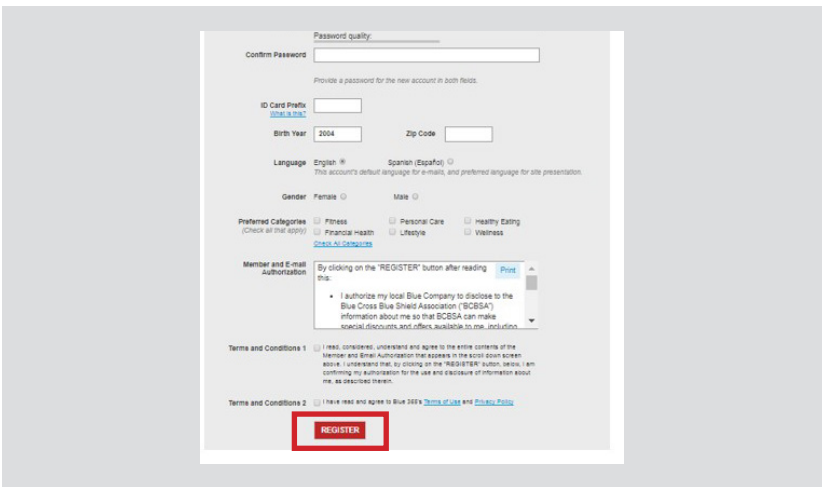 Password quality:
Confirm Password
Provide a password for the new account in both fields.
ID Card Prefix
What is this?
Birth Year 2004 Zip Code
Language English Spanish (Español)
This account's default language for e-mails, and preferred language for site presentation.
Gender Female Male
Preferred Categories Fitness Personal Care Healthy Eating
(Check all that apply) Financial Health Lifestyle Wellness
Check All Categories
Member and E-mail Authorization
By clicking on the "REGISTER" button after reading this: Print
• I authorize my local Blue Company to disclose to the
Blue Cross Blue Shield Association ("BCBSA")
information about me so that BCBSA can make
special discounts and offers available to me, including
Terms and Conditions 1 I read, considered, understand and agree to the entire contents of the
Member and Email Authorization that appears in the scroll down screen
above. I understand that, by clicking on the "REGISTER" button, below, I am
confirming my authorization for the use and disclosure of information about
me, as described therein.
Terms and Conditions 2 I have read and agree to Blue 365's Terms of Use and Privacy Policy
REGISTER